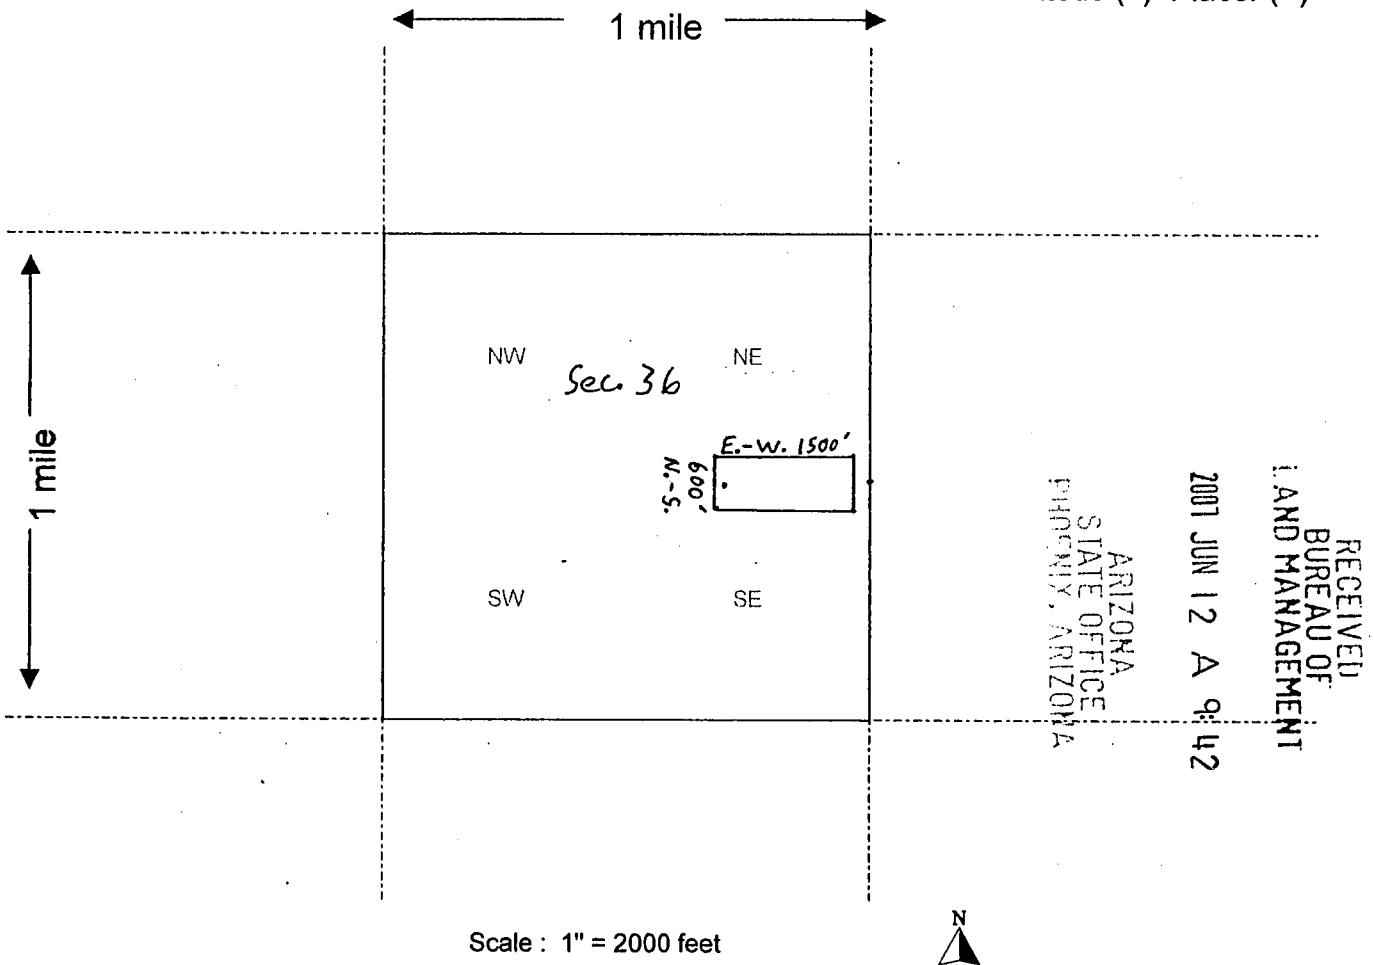 1 mile
1 mile
NW
NE
Sec. 36
E.-W. 1500'
600'
N.-S.
SW
SE
RECEIVED
BUREAU OF
LAND MANAGEMENT
2007 JUN 12 A 9:42
ARIZONA
STATE OFFICE
PHOENIX, ARIZONA
N
Scale : 1" = 2000 feet